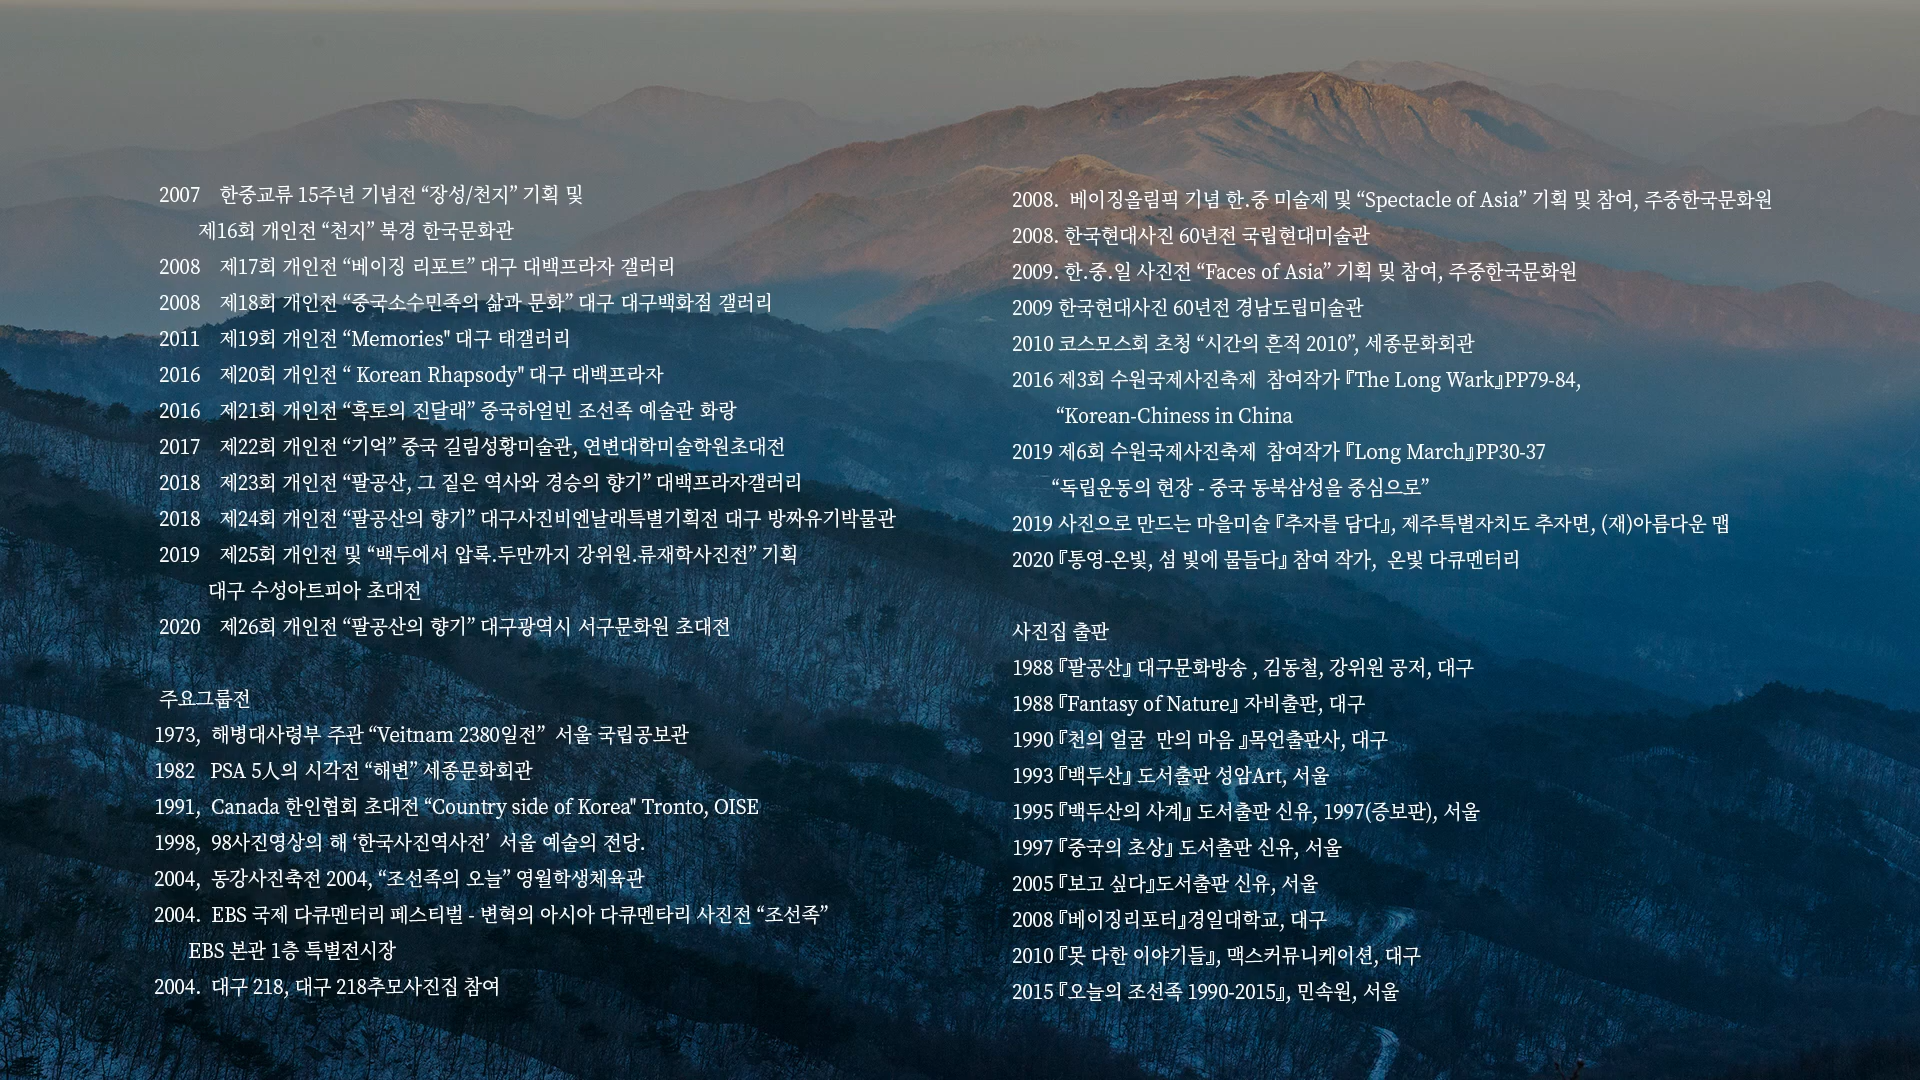 2007 한중교류 15주년 기념전 “장성/천지” 기획 및
제16회 개인전 “천지” 북경 한국문화관
2008 제17회 개인전 “베이징 리포트” 대구 대백프라자 갤러리
2008 제18회 개인전 “중국소수민족의 삶과 문화” 대구 대구백화점 갤러리
2011 제19회 개인전 “Memories" 대구 태갤러리
2016 제20회 개인전 “ Korean Rhapsody" 대구 대백프라자
2016 제21회 개인전 “흑토의 진달래” 중국하얼빈 조선족 예술관 화랑
2017 제22회 개인전 “기억” 중국 길림성황미술관, 연변대학미술학원초대전
2018 제23회 개인전 “팔공산, 그 짙은 역사와 경승의 향기” 대백프라자갤러리
2018 제24회 개인전 “팔공산의 향기” 대구사진비엔날래특별기획전 대구 방짜유기박물관
2019 제25회 개인전 및 “백두에서 압록.두만까지 강위원.류재학사진전” 기획
대구 수성아트피아 초대전
2020 제26회 개인전 “팔공산의 향기” 대구광역시 서구문화원 초대전
주요그룹전
1973, 해병대사령부 주관 “Veitnam 2380일전” 서울 국립공보관
1982 PSA 5人의 시각전 “해변” 세종문화회관
1991, Canada 한인협회 초대전 “Country side of Korea" Tronto, OISE
1998, 98사진영상의 해 ‘한국사진역사전’ 서울 예술의 전당.
2004, 동강사진축전 2004, “조선족의 오늘” 영월학생체육관
2004. EBS 국제 다큐멘터리 페스티벌 - 변혁의 아시아 다큐멘타리 사진전 “조선족”
EBS 본관 1층 특별전시장
2004. 대구 218, 대구 218추모사진집 참여
2008. 베이징올림픽 기념 한.중 미술제 및 “Spectacle of Asia” 기획 및 참여, 주중한국문화원
2008. 한국현대사진 60년전 국립현대미술관
2009. 한.중.일 사진전 “Faces of Asia” 기획 및 참여, 주중한국문화원
2009 한국현대사진 60년전 경남도립미술관
2010 코스모스회 초청 “시간의 흔적 2010”, 세종문화회관
2016 제3회 수원국제사진축제 참여작가『The Long Wark』PP79-84,
“Korean-Chiness in China
2019 제6회 수원국제사진축제 참여작가『Long March』PP30-37
“독립운동의 현장 - 중국 동북삼성을 중심으로”
2019 사진으로 만드는 마을미술『추자를 담다』, 제주특별자치도 추자면, (재)아름다운 맵
2020『통영-온빛, 섬 빛에 물들다』 참여 작가, 온빛 다큐멘터리
사진집 출판
1988『팔공산』 대구문화방송 , 김동철, 강위원 공저, 대구
1988『Fantasy of Nature』 자비출판, 대구
1990『천의 얼굴 만의 마음 』목언출판사, 대구
1993『백두산』 도서출판 성암Art, 서울
1995『백두산의 사계』 도서출판 신유, 1997(증보판), 서울
1997『중국의 초상』 도서출판 신유, 서울
2005『보고 싶다』도서출판 신유, 서울
2008『베이징리포터』경일대학교, 대구
2010『못 다한 이야기들』, 맥스커뮤니케이션, 대구
2015『오늘의 조선족 1990-2015』, 민속원, 서울